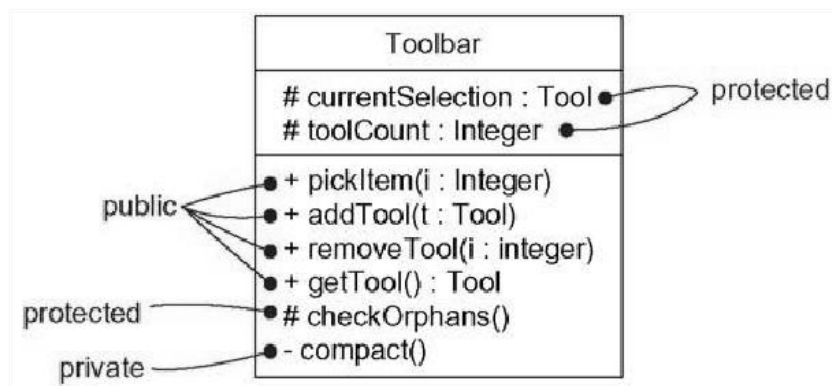 Toolbar
# currentSelection : Tool
# toolCount : Integer
protected
+ pickItem(i : Integer)
+ addTool(t : Tool)
+ removeTool(i : integer)
+ getTool() : Tool
# checkOrphans()
- compact()
public
protected
private